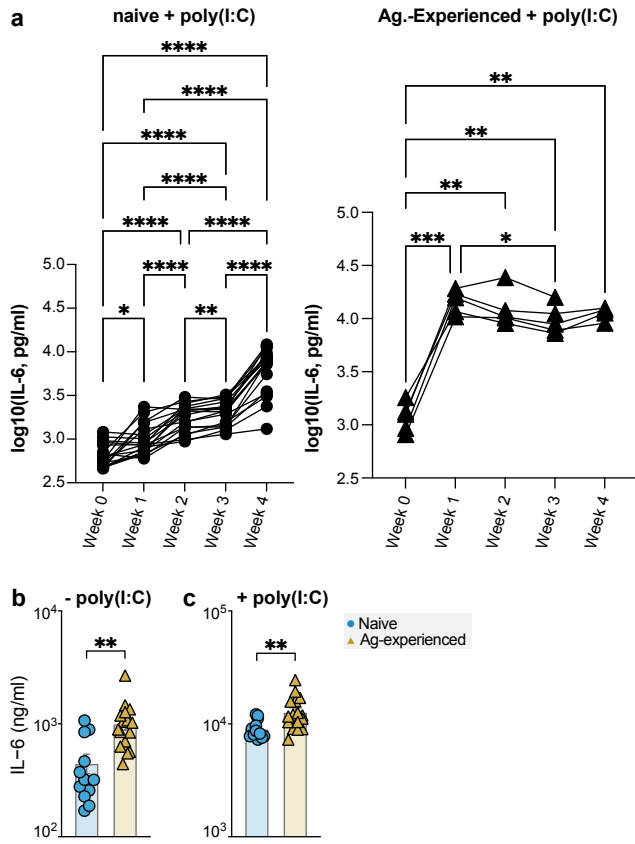 a
naive + poly(I:C)
Ag.-Experienced + poly(I:C)
****
****
****
****
****
****
****
****
*
**
log10(IL-6, pg/ml)
5.0
4.5
4.0
3.5
3.0
2.5
Week 0
Week 1
Week 2
Week 3
Week 4
**
**
**
***
*
log10(IL-6, pg/ml)
5.0
4.5
4.0
3.5
3.0
2.5
Week 0
Week 1
Week 2
Week 3
Week 4
b
- poly(I:C)
**
IL−6 (ng/ml)
10⁴
10³
10²
c
+ poly(I:C)
**
10⁵
10⁴
10³
Naive
Ag-experienced